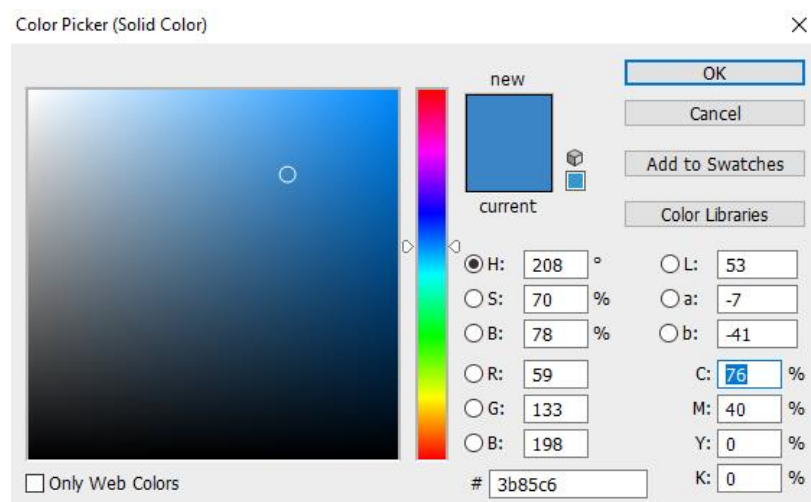 Color Picker (Solid Color)
new
current
OK
Cancel
Add to Swatches
Color Libraries
H: 208 °
S: 70 %
B: 78 %
R: 59
G: 133
B: 198
# 3b85c6
L: 53
a: -7
b: -41
C: 76 %
M: 40 %
Y: 0 %
K: 0 %
Only Web Colors